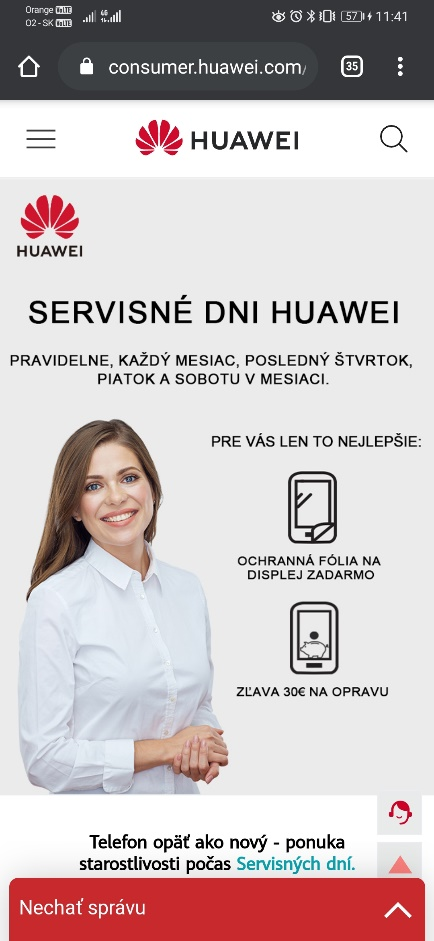 Orange VoLTE
O2 - SK VoLTE
4G
57
11:41
consumer.huawei.com/
35
HUAWEI
HUAWEI
SERVISNÉ DNI HUAWEI
PRAVIDELNE, KAŽDÝ MESIAC, POSLEDNÝ ŠTVRTOK,
PIATOK A SOBOTU V MESIACI.
PRE VÁS LEN TO NEJLEPŠIE:
OCHRANNÁ FÓLIA NA
DISPLEJ ZADARMO
ZĽAVA 30€ NA OPRAVU
Telefon opäť ako nový - ponuka
starostlivosti počas Servisných dní.
Nechať správu